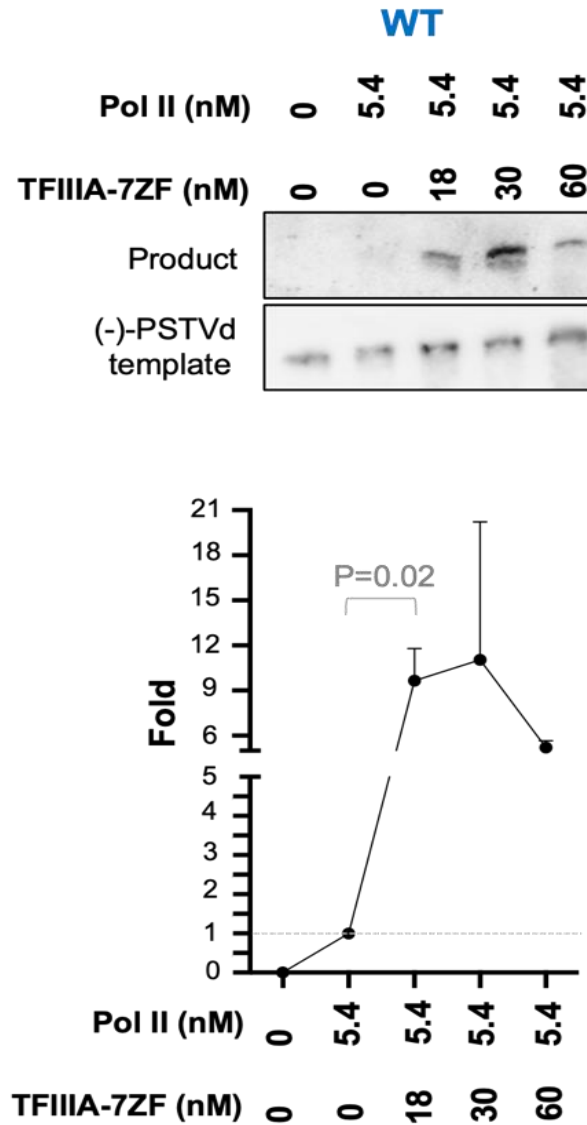 WT
Pol II (nM) 0 5.4 5.4 5.4 5.4
TFIIIA-7ZF (nM) 0 0 18 30 60
Product
(-)-PSTVd
template
21
18
15
P=0.02
12
9
6
Fold
5
4
3
2
1
0
Pol II (nM) 0 5.4 5.4 5.4 5.4
TFIIIA-7ZF (nM) 0 0 18 30 60